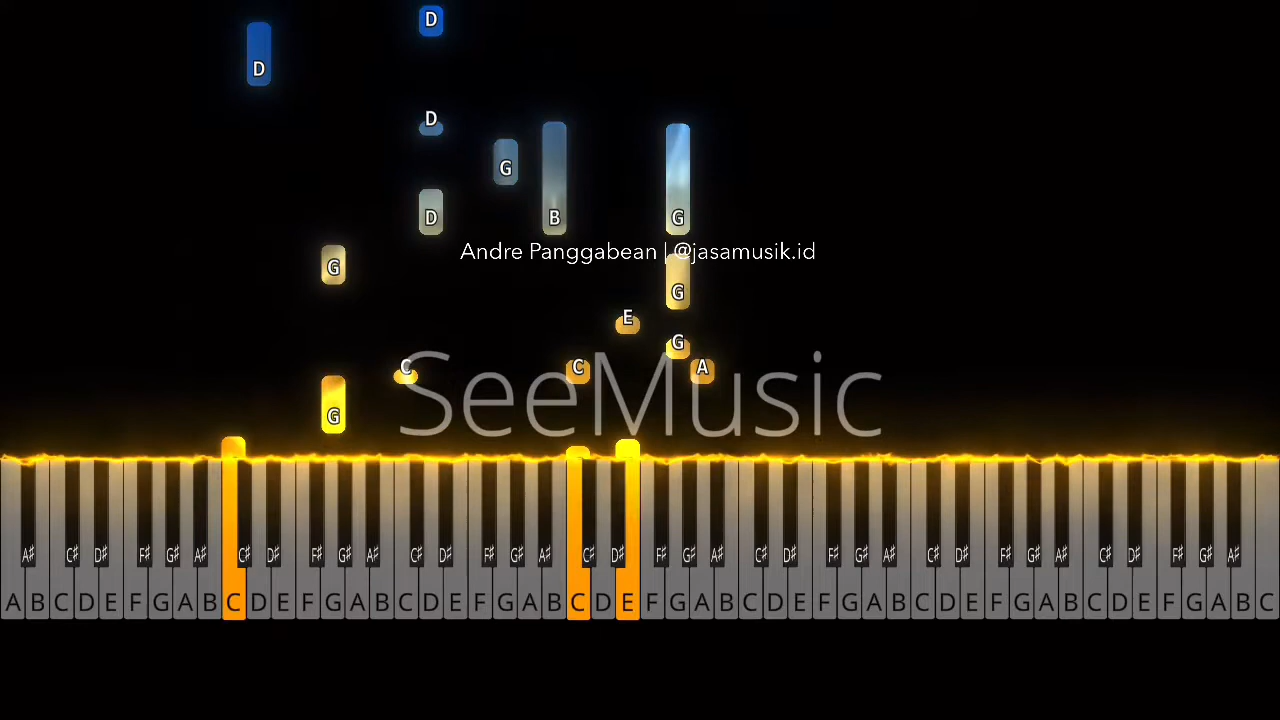 D
D
D
G
D
B
G
G
Andre Panggabean | @jasamusik.id
G
E
G
C
C
A
SeeMusic
G
A# C# D# F# G# A# C# D# F# G# A# C# D# F# G# A# C# D# F# G# A# C# D# F# G# A# C# D# F# G# A# C# D# F# G# A#
A B C D E F G A B C D E F G A B C D E F G A B C D E F G A B C D E F G A B C D E F G A B C D E F G A B C